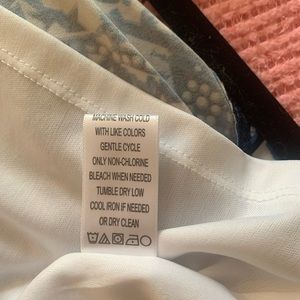 MACHINE WASH COLD
WITH LIKE COLORS
GENTLE CYCLE
ONLY NON-CHLORINE
BLEACH WHEN NEEDED
TUMBLE DRY LOW
COOL IRON IF NEEDED
OR DRY CLEAN